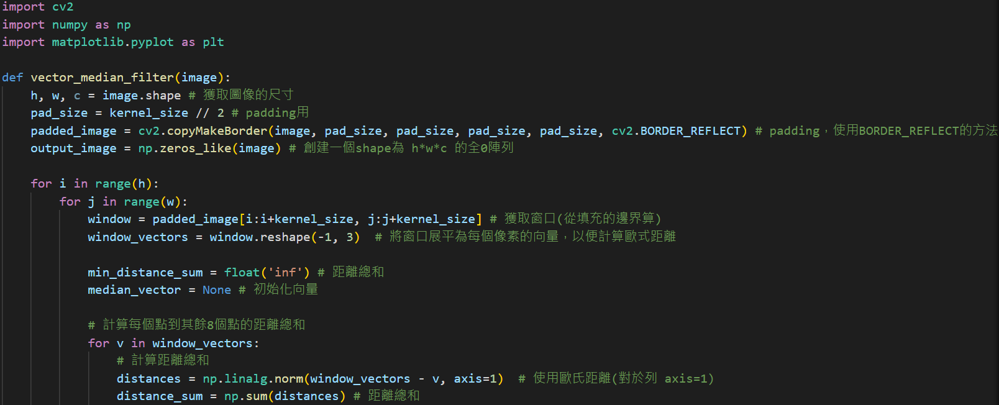 import cv2
import numpy as np
import matplotlib.pyplot as plt

def vector_median_filter(image):
    h, w, c = image.shape # 獲取圖像的尺寸
    pad_size = kernel_size // 2 # padding用
    padded_image = cv2.copyMakeBorder(image, pad_size, pad_size, pad_size, pad_size, cv2.BORDER_REFLECT) # padding，使用BORDER_REFLECT的方法
    output_image = np.zeros_like(image) # 創建一個shape為 h*w*c 的全0陣列

    for i in range(h):
        for j in range(w):
            window = padded_image[i:i+kernel_size, j:j+kernel_size] # 獲取窗口(從填充的邊界算)
            window_vectors = window.reshape(-1, 3)  # 將窗口展平為每個像素的向量，以便計算歐式距離

            min_distance_sum = float('inf') # 距離總和
            median_vector = None # 初始化向量

            # 計算每個點到其餘8個點的距離總和
            for v in window_vectors:
                # 計算距離總和
                distances = np.linalg.norm(window_vectors - v, axis=1)  # 使用歐氏距離(對於列 axis=1)
                distance_sum = np.sum(distances) # 距離總和